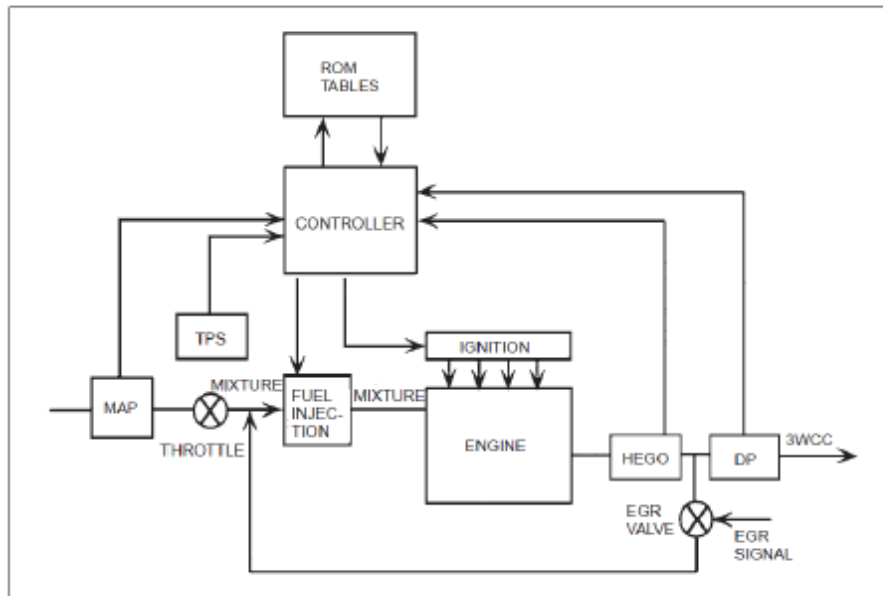 ROM
TABLES
CONTROLLER
TPS
IGNITION
MAP
MIXTURE
FUEL
INJEC-
TION
MIXTURE
THROTTLE
ENGINE
HEGO
DP
3WCC
EGR
VALVE
EGR
SIGNAL